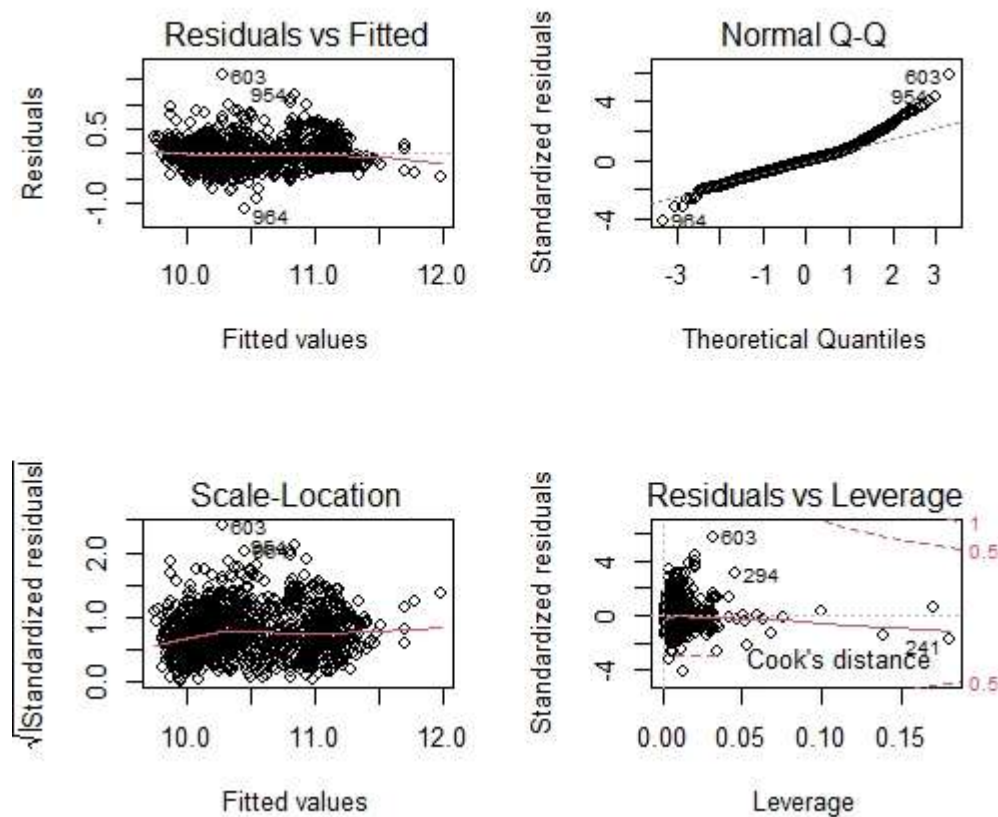 Residuals vs Fitted
Residuals
0.5
-1.0
603
954
964
10.0 11.0 12.0
Fitted values
Normal Q-Q
Standardized residuals
4
0
-4
603
954
964
-3 -1 0 1 2 3
Theoretical Quantiles
Scale-Location
√|Standardized residuals|
2.0
1.0
0.0
603
954
10.0 11.0 12.0
Fitted values
Residuals vs Leverage
Standardized residuals
4
0
-4
603
294
241
Cook's distance
1
0.5
0.5
0.00 0.05 0.10 0.15
Leverage